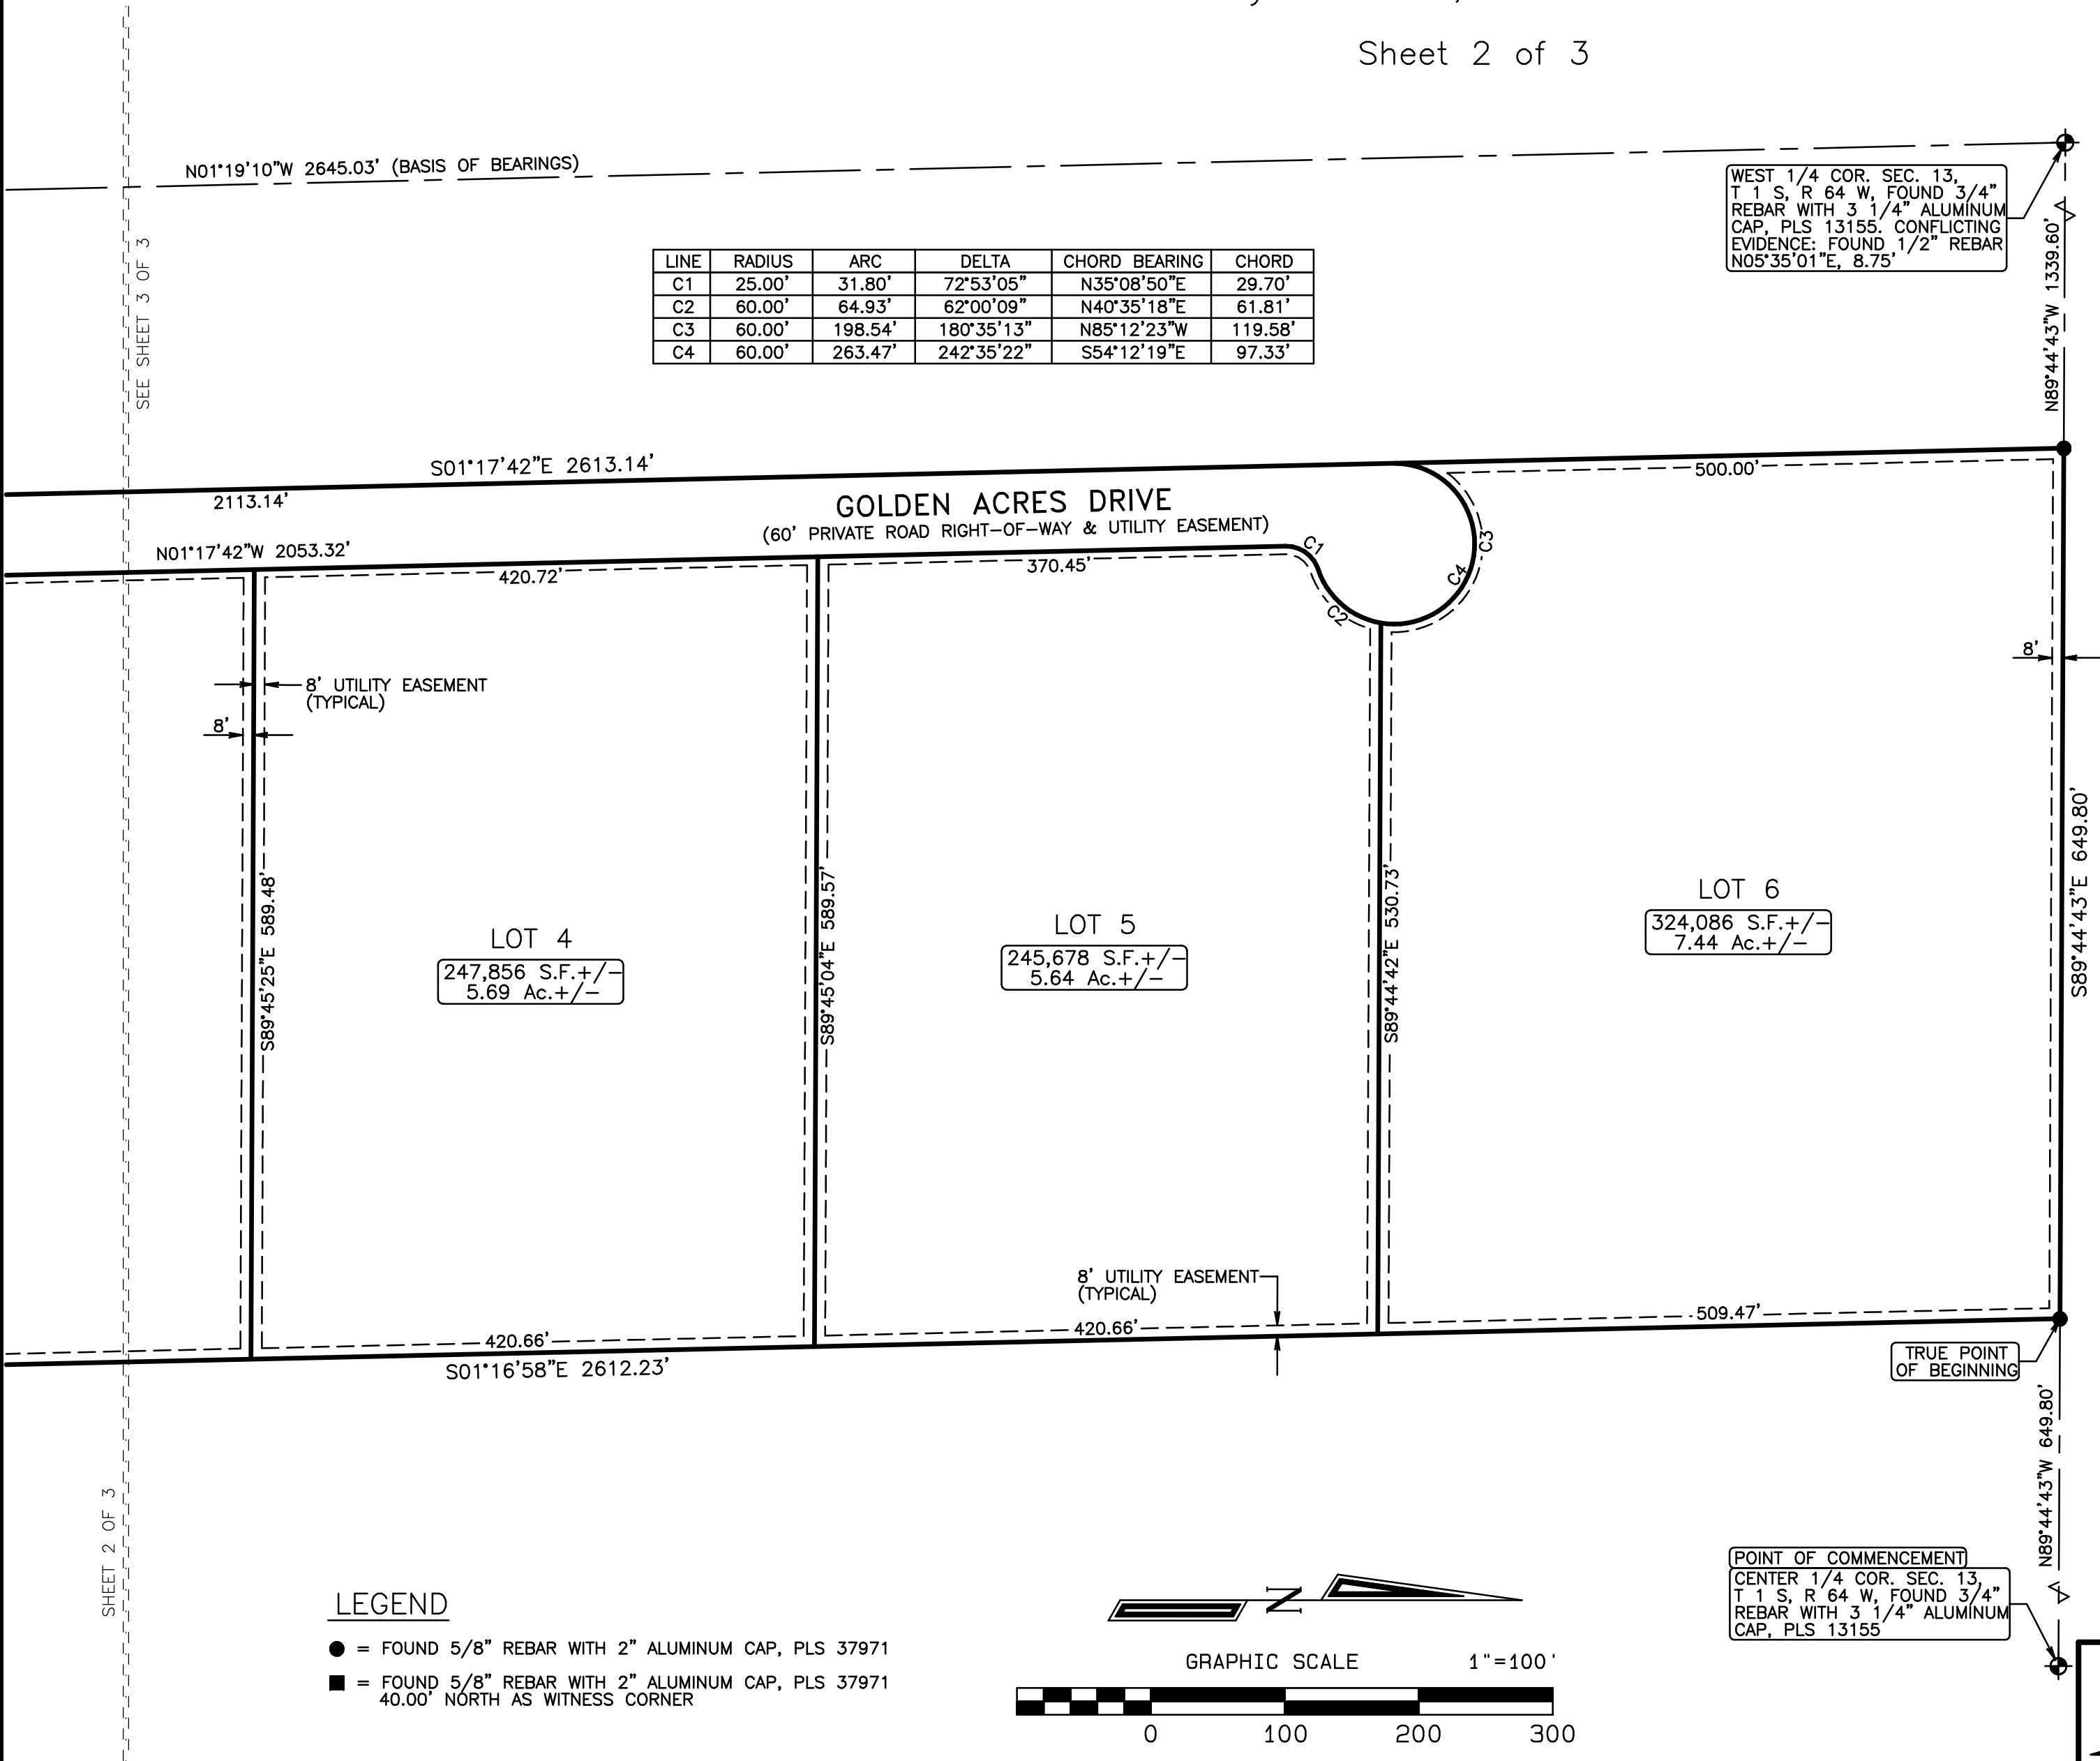 Sheet 2 of 3
N01°19'10"W 2645.03' (BASIS OF BEARINGS)
WEST 1/4 COR. SEC. 13,
T 1 S, R 64 W, FOUND 3/4"
REBAR WITH 3 1/4" ALUMINUM
CAP, PLS 13155. CONFLICTING
EVIDENCE: FOUND 1/2" REBAR
N05°35'01"E, 8.75'
N89°44'43"W 1339.60'
SEE SHEET 3 OF 3
LINE RADIUS ARC DELTA CHORD BEARING CHORD
C1 25.00' 31.80' 72°53'05" N35°08'50"E 29.70'
C2 60.00' 64.93' 62°00'09" N40°35'18"E 61.81'
C3 60.00' 198.54' 180°35'13" N85°12'23"W 119.58'
C4 60.00' 263.47' 242°35'22" S54°12'19"E 97.33'
S01°17'42"E 2613.14'
2113.14'
500.00'
GOLDEN ACRES DRIVE
(60' PRIVATE ROAD RIGHT-OF-WAY & UTILITY EASEMENT)
N01°17'42"W 2053.32'
420.72'
370.45'
C1
C2
C3
C4
8' UTILITY EASEMENT
(TYPICAL)
8'
8'
S89°45'25"E 589.48'
LOT 4
247,856 S.F.+/-
5.69 Ac.+/-
S89°45'04"E 589.57'
LOT 5
245,678 S.F.+/-
5.64 Ac.+/-
S89°44'42"E 530.73'
LOT 6
324,086 S.F.+/-
7.44 Ac.+/-
S89°44'43"E 649.80'
8' UTILITY EASEMENT
(TYPICAL)
420.66'
420.66'
509.47'
S01°16'58"E 2612.23'
TRUE POINT
OF BEGINNING
N89°44'43"W 649.80'
SHEET 2 OF 3
POINT OF COMMENCEMENT
CENTER 1/4 COR. SEC. 13,
T 1 S, R 64 W, FOUND 3/4"
REBAR WITH 3 1/4" ALUMINUM
CAP, PLS 13155
LEGEND
= FOUND 5/8" REBAR WITH 2" ALUMINUM CAP, PLS 37971
= FOUND 5/8" REBAR WITH 2" ALUMINUM CAP, PLS 37971
40.00' NORTH AS WITNESS CORNER
N
GRAPHIC SCALE 1"=100'
0 100 200 300